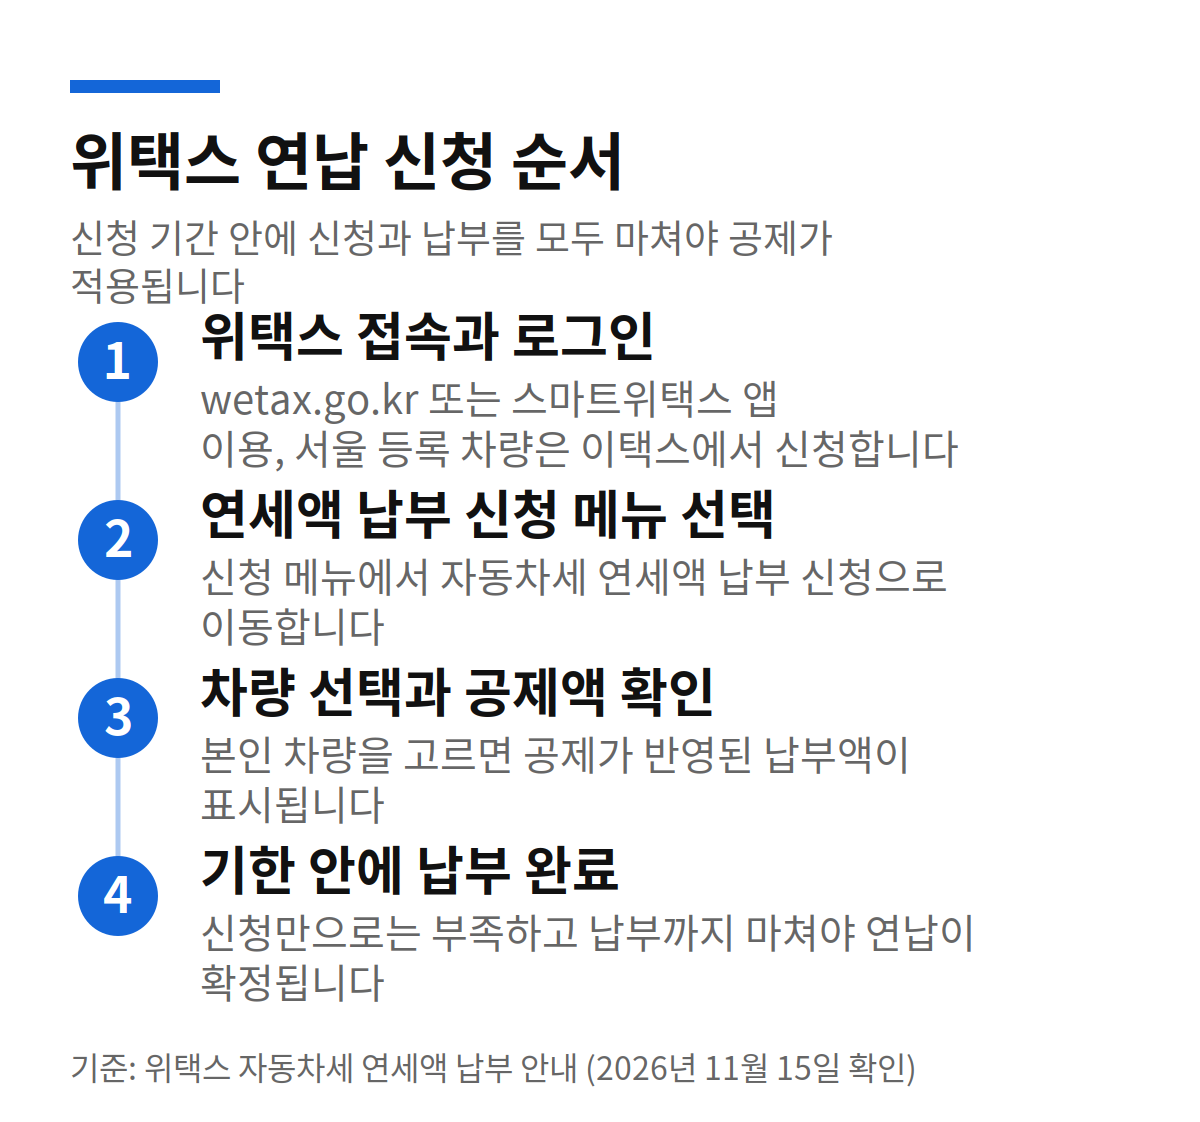 위택스 연납 신청 순서
신청 기간 안에 신청과 납부를 모두 마쳐야 공제가
적용됩니다
1
위택스 접속과 로그인
wetax.go.kr 또는 스마트위택스 앱
이용, 서울 등록 차량은 이택스에서 신청합니다
2
연세액 납부 신청 메뉴 선택
신청 메뉴에서 자동차세 연세액 납부 신청으로
이동합니다
3
차량 선택과 공제액 확인
본인 차량을 고르면 공제가 반영된 납부액이
표시됩니다
4
기한 안에 납부 완료
신청만으로는 부족하고 납부까지 마쳐야 연납이
확정됩니다
기준: 위택스 자동차세 연세액 납부 안내 (2026년 11월 15일 확인)